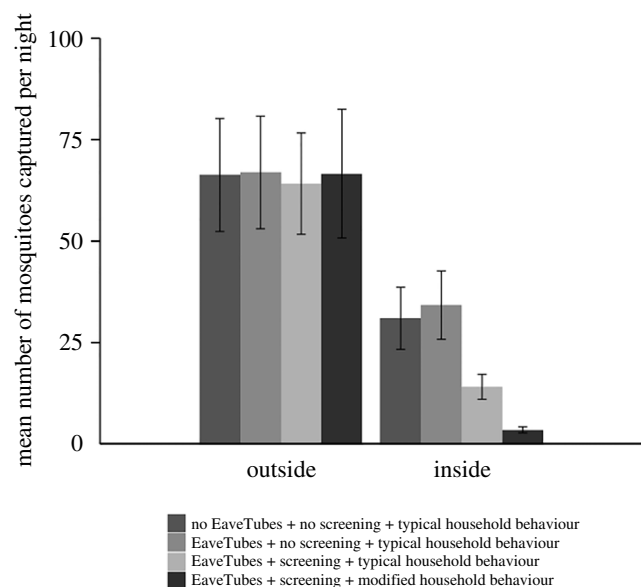 mean number of mosquitoes captured per night
100
75
50
25
0
outside inside
no EaveTubes + no screening + typical household behaviour
EaveTubes + no screening + typical household behaviour
EaveTubes + screening + typical household behaviour
EaveTubes + screening + modified household behaviour